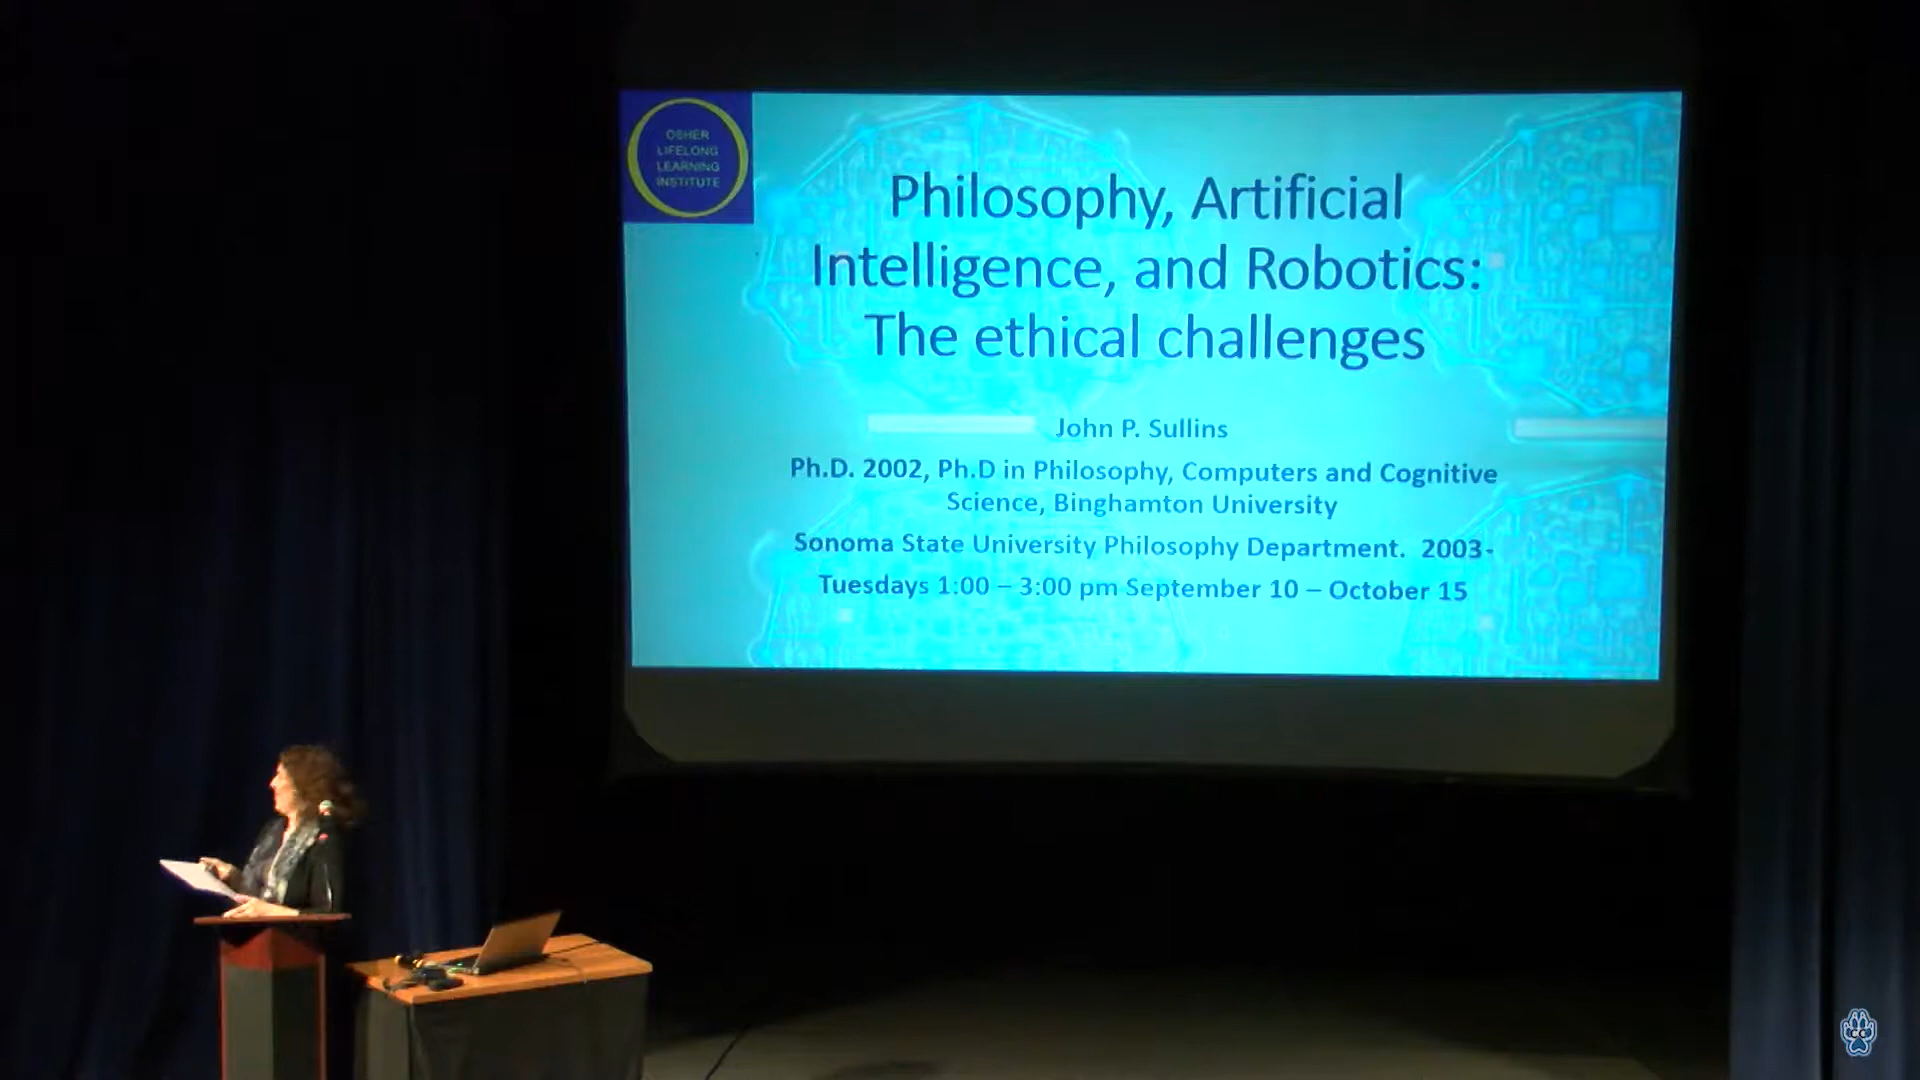 OSHER
LIFELONG
LEARNING
INSTITUTE
Philosophy, Artificial
Intelligence, and Robotics:
The ethical challenges
John P. Sullins
Ph.D. 2002, Ph.D in Philosophy, Computers and Cognitive
Science, Binghamton University
Sonoma State University Philosophy Department. 2003-
Tuesdays 1:00 – 3:00 pm September 10 – October 15